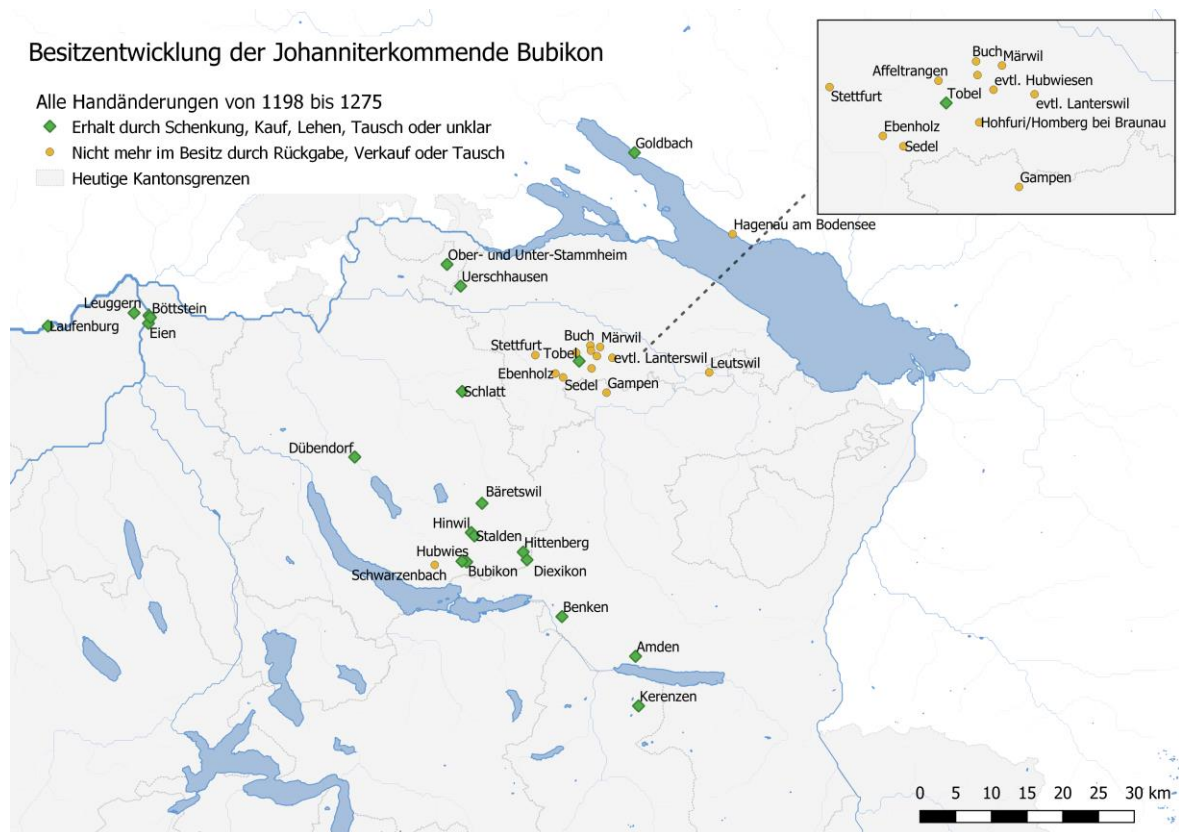 Besitzentwicklung der Johanniterkommende Bubikon
Alle Handänderungen von 1198 bis 1275
Erhalt durch Schenkung, Kauf, Lehen, Tausch oder unklar
Nicht mehr im Besitz durch Rückgabe, Verkauf oder Tausch
Heutige Kantonsgrenzen
Buch
Märwil
Affeltrangen
evtl. Hubwiesen
Stettfurt
Tobel
evtl. Lanterswil
Hohfuri/Homberg bei Braunau
Ebenholz
Sedel
Gampen
Goldbach
Hagenau am Bodensee
Ober- und Unter-Stammheim
Uerschhausen
Leuggern
Böttstein
Laufenburg
Eien
Buch
Märwil
Stettfurt
Tobel
evtl. Lanterswil
Leutswil
Ebenholz
Sedel
Gampen
Schlatt
Dübendorf
Bäretswil
Hinwil
Stalden
Hittenberg
Hubwies
Bubikon
Diexikon
Schwarzenbach
Benken
Amden
Kerenzen
0 5 10 15 20 25 30 km